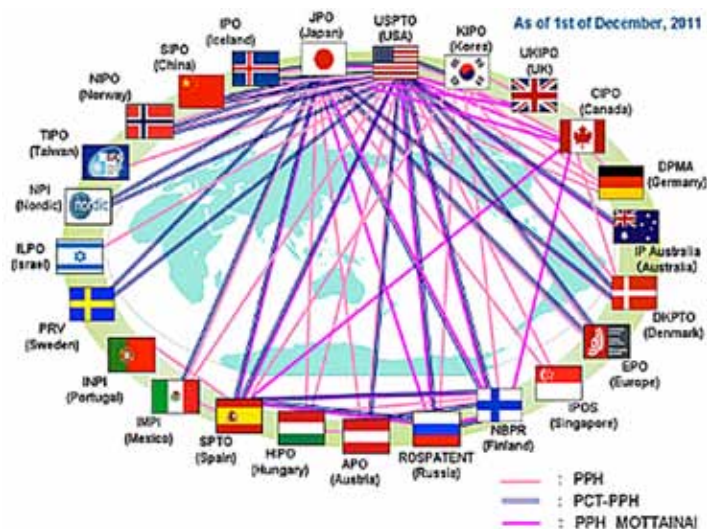 As of 1st of December, 2011
JPO
(Japan)
USPTO
(USA)
KIPO
(Korea)
UKIPO
(UK)
CIPO
(Canada)
DPMA
(Germany)
IP Australia
(Australia)
DKPTO
(Denmark)
EPO
(Europe)
IPOS
(Singapore)
NBPR
(Finland)
ROSPATENT
(Russia)
APO
(Austria)
HIPO
(Hungary)
SPTO
(Spain)
IMPI
(Mexico)
INPI
(Portugal)
PRV
(Sweden)
ILPO
(Israel)
NPI
(Nordic)
nordic
TIPO
(Taiwan)
NIPO
(Norway)
SIPO
(China)
IPO
(Iceland)
: PPH
: PCT-PPH
: PPH MOTTAINAI